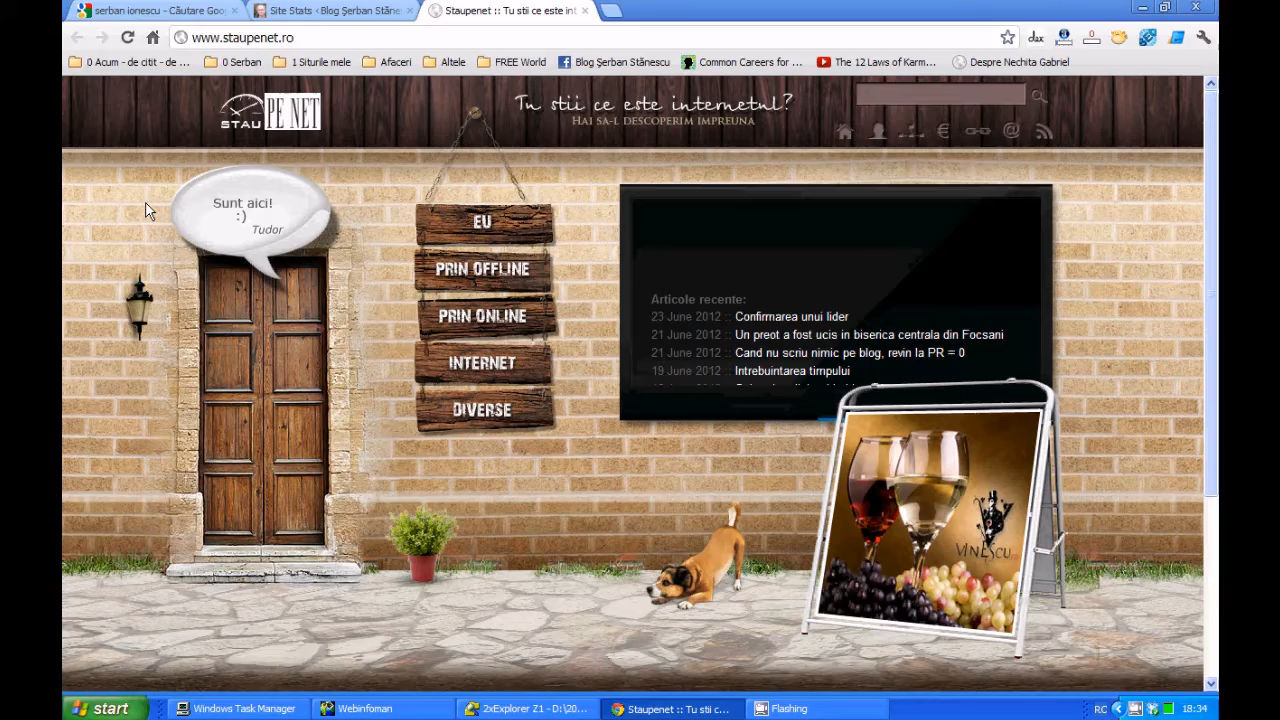 serban ionescu - Căutare Goo
Site Stats < Blog Șerban Stăne
Staupenet :: Tu stii ce este int
www.staupenet.ro
0 Acum - de citit - de ...
0 Serban
1 Siturile mele
Afaceri
Altele
FREE World
Blog Şerban Stănescu
Common Careers for ...
The 12 Laws of Karm...
Despre Nechita Gabriel
STAU PE NET
Tu stii ce este internetul?
HAI SA-L DESCOPERIM IMPREUNA
Sunt aici!
:)
Tudor
EU
PRIN OFFLINE
PRIN ONLINE
INTERNET
DIVERSE
Articole recente:
23 June 2012 :: Confirmarea unui lider
21 June 2012 :: Un preot a fost ucis in biserica centrala din Focsani
21 June 2012 :: Cand nu scriu nimic pe blog, revin la PR = 0
19 June 2012 :: Intrebuintarea timpului
VINESCU
start
Windows Task Manager
Webinfoman
2xExplorer Z1 - D:\20...
Staupenet :: Tu stii c...
Flashing
RO
18:34